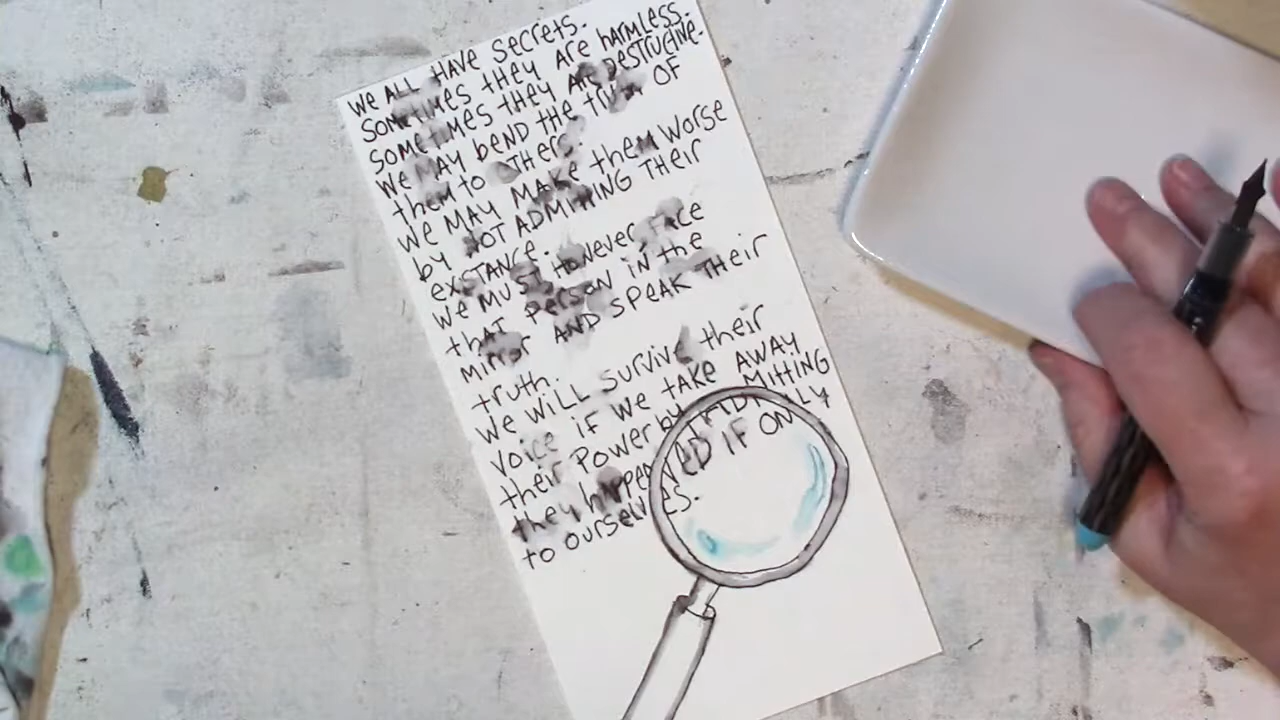 We ALL HAVE SecreTs.
SOMETIMES THEY ARE HARMLESS.
SOMETIMES THEY ARE DESTRUCTIVE.
We MAY bEND THE TRUTH OF
them to OTHERS.
We MAY MAKE them worse
by NOT ADMITTING THEIR
existance.
We must However, FACE
that Person in the
mirror AND speak THeir
truth.
We Will survive their
voice IF we TAKE AWAY
their Power by ADMITTING
they happeNED IF ONLY
to ourselves.